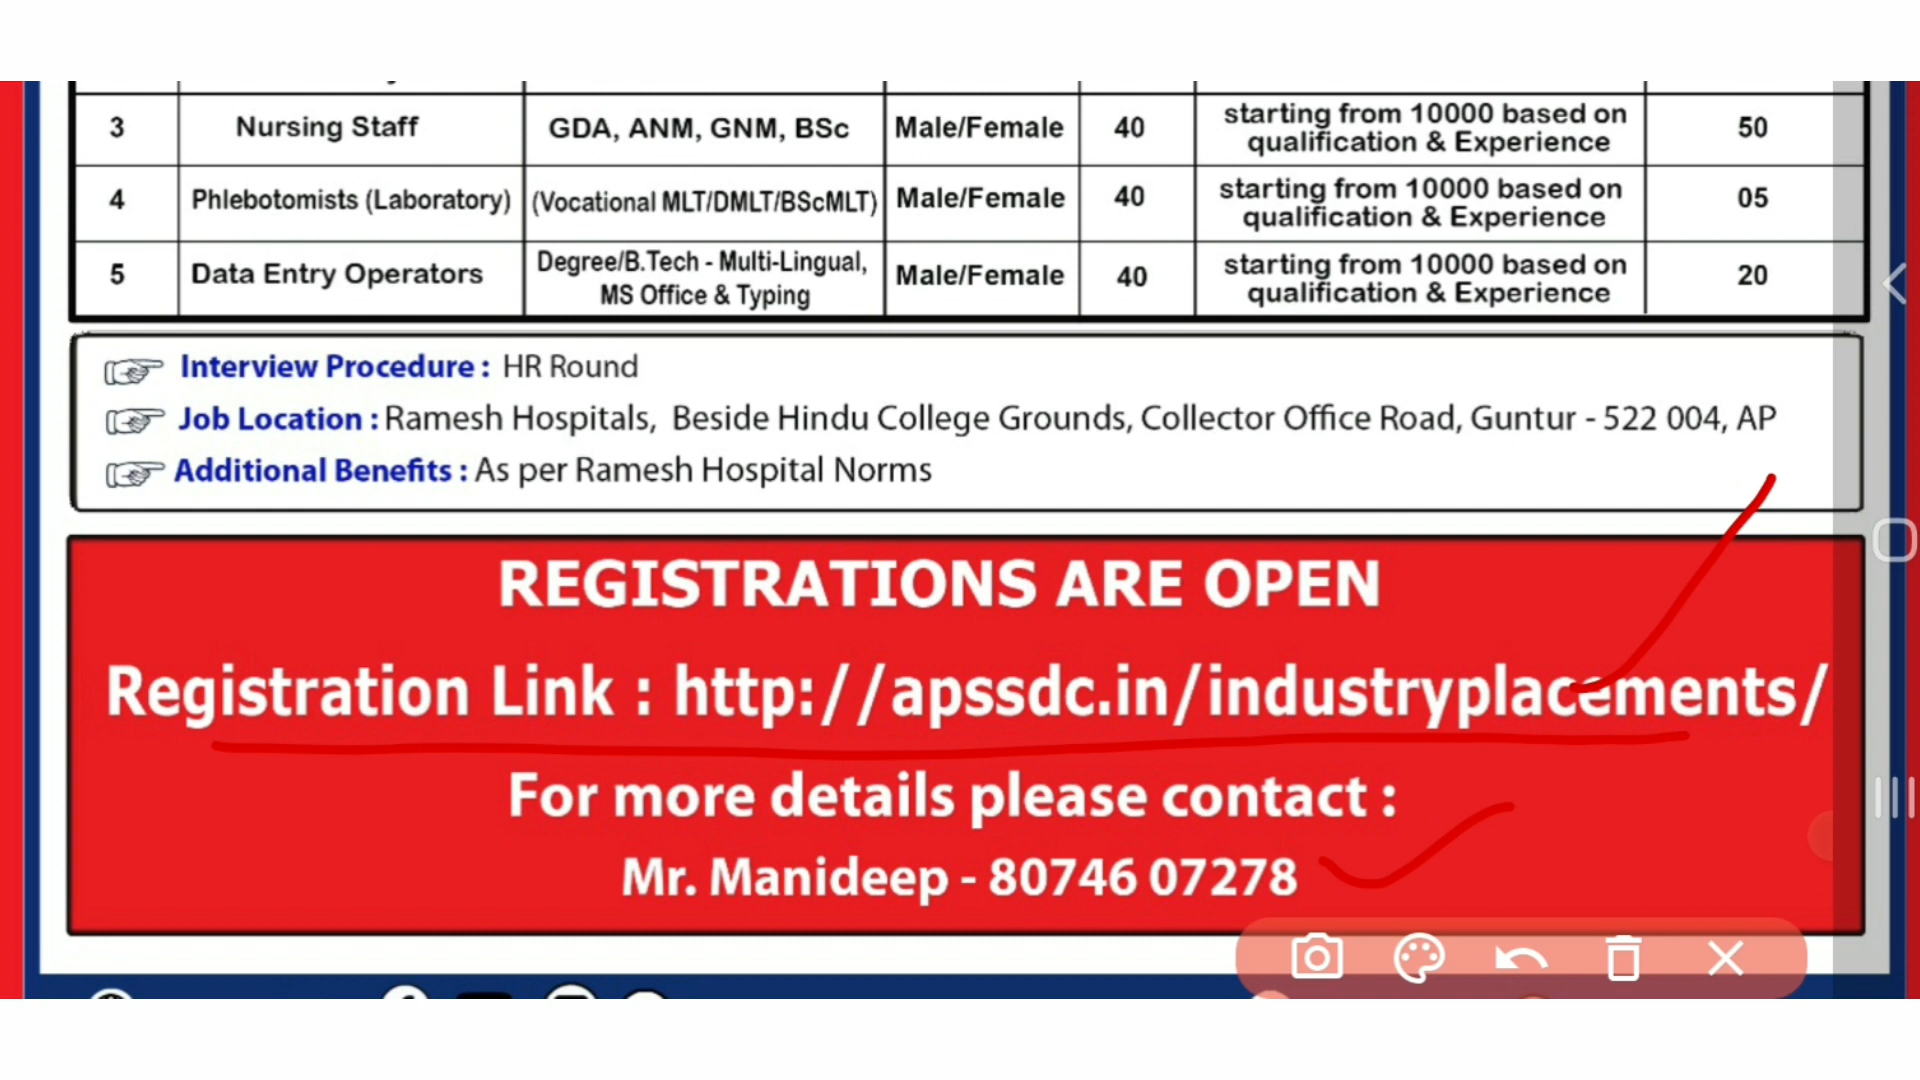 3 Nursing Staff GDA, ANM, GNM, BSc Male/Female 40 starting from 10000 based on qualification & Experience 50
4 Phlebotomists (Laboratory) (Vocational MLT/DMLT/BScMLT) Male/Female 40 starting from 10000 based on qualification & Experience 05
5 Data Entry Operators Degree/B.Tech - Multi-Lingual, MS Office & Typing Male/Female 40 starting from 10000 based on qualification & Experience 20
Interview Procedure : HR Round
Job Location : Ramesh Hospitals, Beside Hindu College Grounds, Collector Office Road, Guntur - 522 004, AP
Additional Benefits : As per Ramesh Hospital Norms
REGISTRATIONS ARE OPEN
Registration Link : http://apssdc.in/industryplacements/
For more details please contact :
Mr. Manideep - 80746 07278